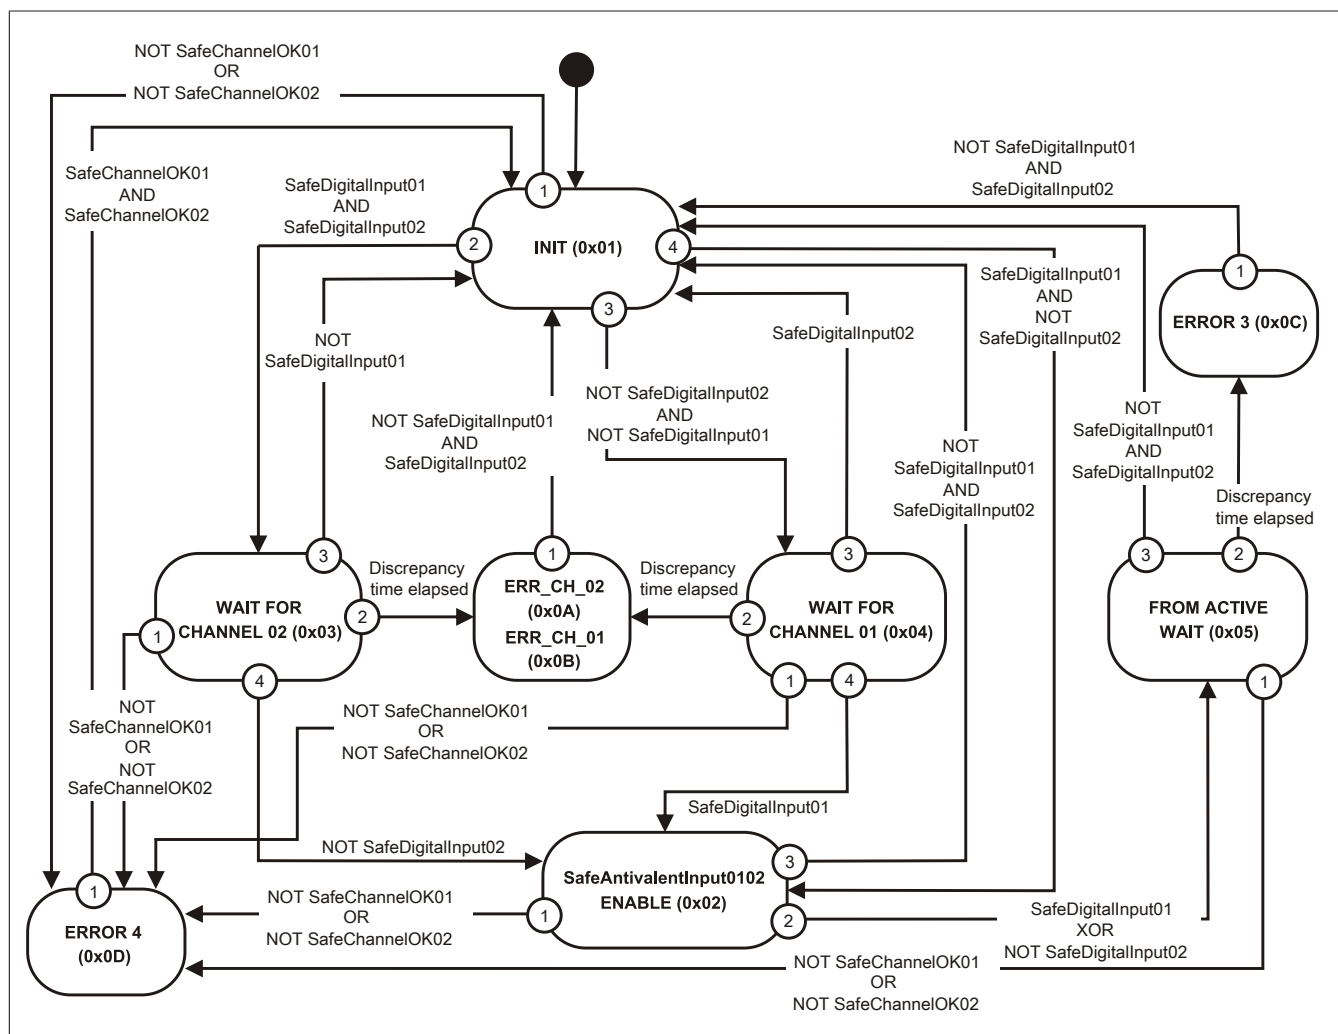 NOT SafeChannelOK01
OR
NOT SafeChannelOK02
SafeChannelOK01
AND
SafeChannelOK02
SafeDigitalInput01
AND
SafeDigitalInput02
1
2
INIT (0x01)
4
3
NOT SafeDigitalInput01
AND
SafeDigitalInput02
SafeDigitalInput01
AND
NOT
SafeDigitalInput02
1
ERROR 3 (0x0C)
NOT
SafeDigitalInput01
SafeDigitalInput02
NOT SafeDigitalInput01
AND
SafeDigitalInput02
NOT SafeDigitalInput02
AND
NOT SafeDigitalInput01
NOT
SafeDigitalInput01
AND
SafeDigitalInput02
NOT
SafeDigitalInput01
AND
SafeDigitalInput02
Discrepancy
time elapsed
3
WAIT FOR
CHANNEL 02 (0x03)
1
2
4
Discrepancy
time elapsed
1
ERR_CH_02
(0x0A)
ERR_CH_01
(0x0B)
Discrepancy
time elapsed
3
2
WAIT FOR
CHANNEL 01 (0x04)
1
4
3
2
FROM ACTIVE
WAIT (0x05)
1
NOT
SafeChannelOK01
OR
NOT
SafeChannelOK02
NOT SafeChannelOK01
OR
NOT SafeChannelOK02
SafeDigitalInput01
NOT SafeDigitalInput02
3
SafeAntivalentInput0102
ENABLE (0x02)
1
2
1
ERROR 4
(0x0D)
NOT SafeChannelOK01
OR
NOT SafeChannelOK02
SafeDigitalInput01
XOR
NOT SafeDigitalInput02
NOT SafeChannelOK01
OR
NOT SafeChannelOK02